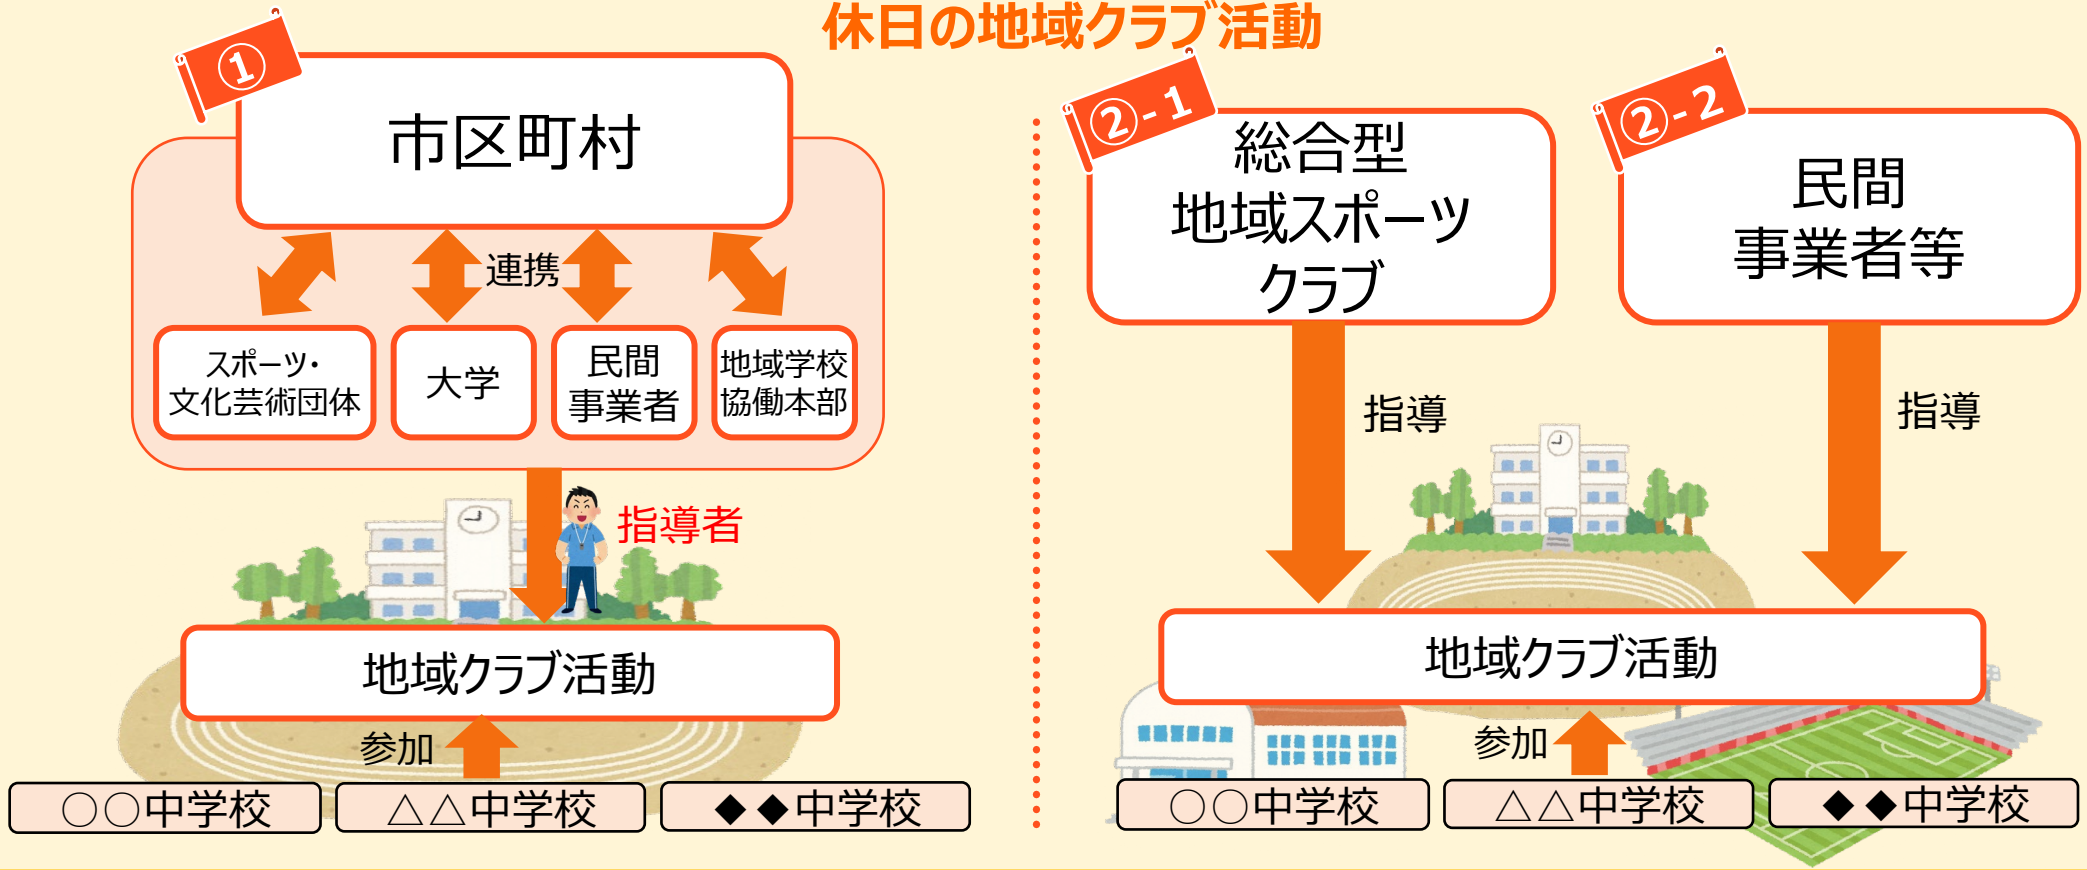 休日の地域クラブ活動
①
市区町村
連携
スポーツ・
文化芸術団体
大学
民間
事業者
地域学校
協働本部
指導者
地域クラブ活動
参加
○○中学校
△△中学校
◆◆中学校
②-1
総合型
地域スポーツ
クラブ
指導
②-2
民間
事業者等
指導
地域クラブ活動
参加
○○中学校
△△中学校
◆◆中学校